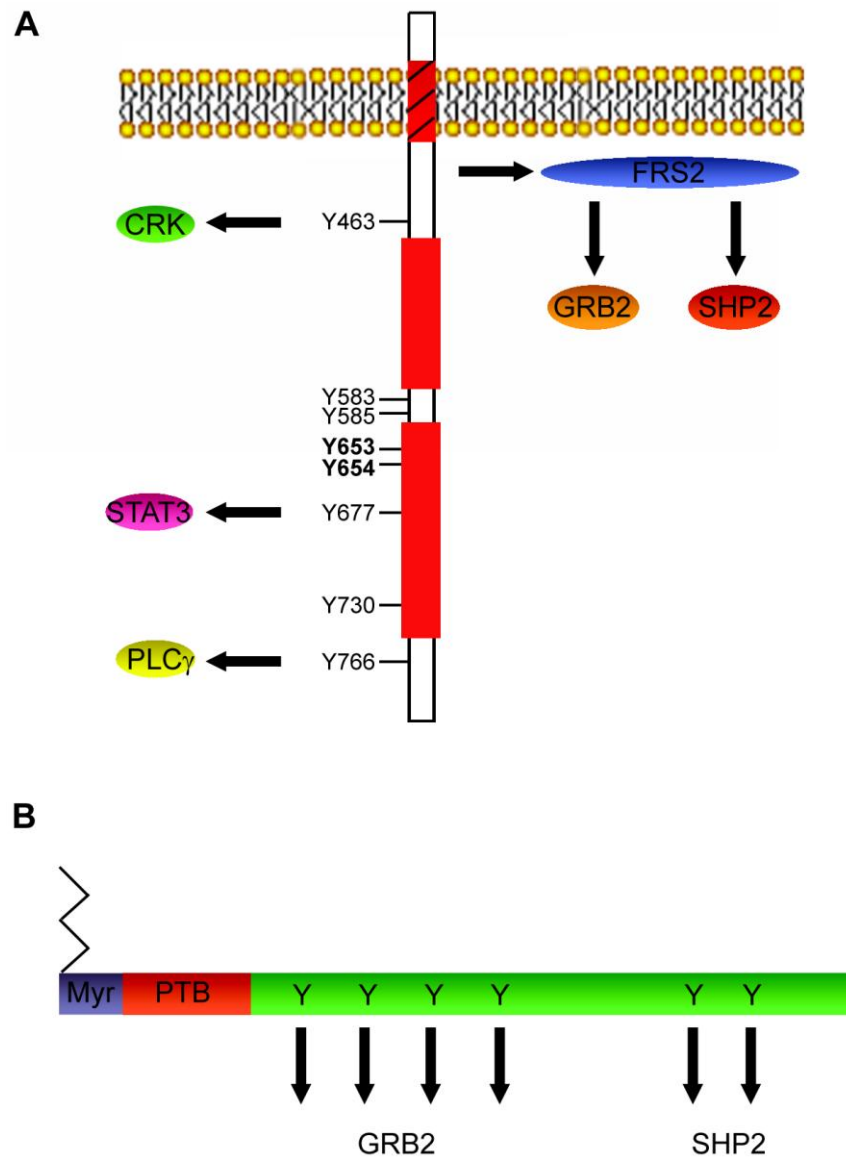 A
FRS2
CRK
Y463
GRB2
SHP2
Y583
Y585
Y653
Y654
STAT3
Y677
Y730
PLCγ
Y766
B
Myr
PTB
Y Y Y Y Y Y
GRB2
SHP2